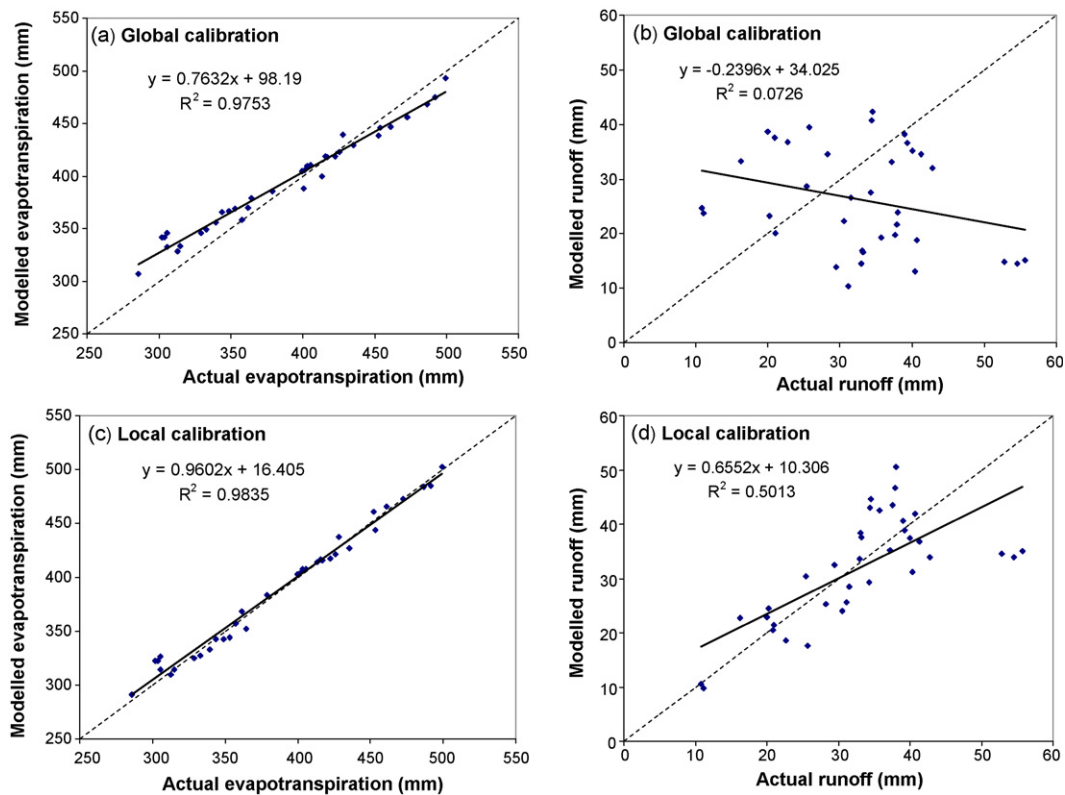 (a) Global calibration
y = 0.7632x + 98.19
R² = 0.9753
Modelled evapotranspiration (mm)
550
500
450
400
350
300
250
250 300 350 400 450 500 550
Actual evapotranspiration (mm)
(b) Global calibration
y = -0.2396x + 34.025
R² = 0.0726
Modelled runoff (mm)
60
50
40
30
20
10
0
0 10 20 30 40 50 60
Actual runoff (mm)
(c) Local calibration
y = 0.9602x + 16.405
R² = 0.9835
Modelled evapotranspiration (mm)
550
500
450
400
350
300
250
250 300 350 400 450 500 550
Actual evapotranspiration (mm)
(d) Local calibration
y = 0.6552x + 10.306
R² = 0.5013
Modelled runoff (mm)
60
50
40
30
20
10
0
0 10 20 30 40 50 60
Actual runoff (mm)